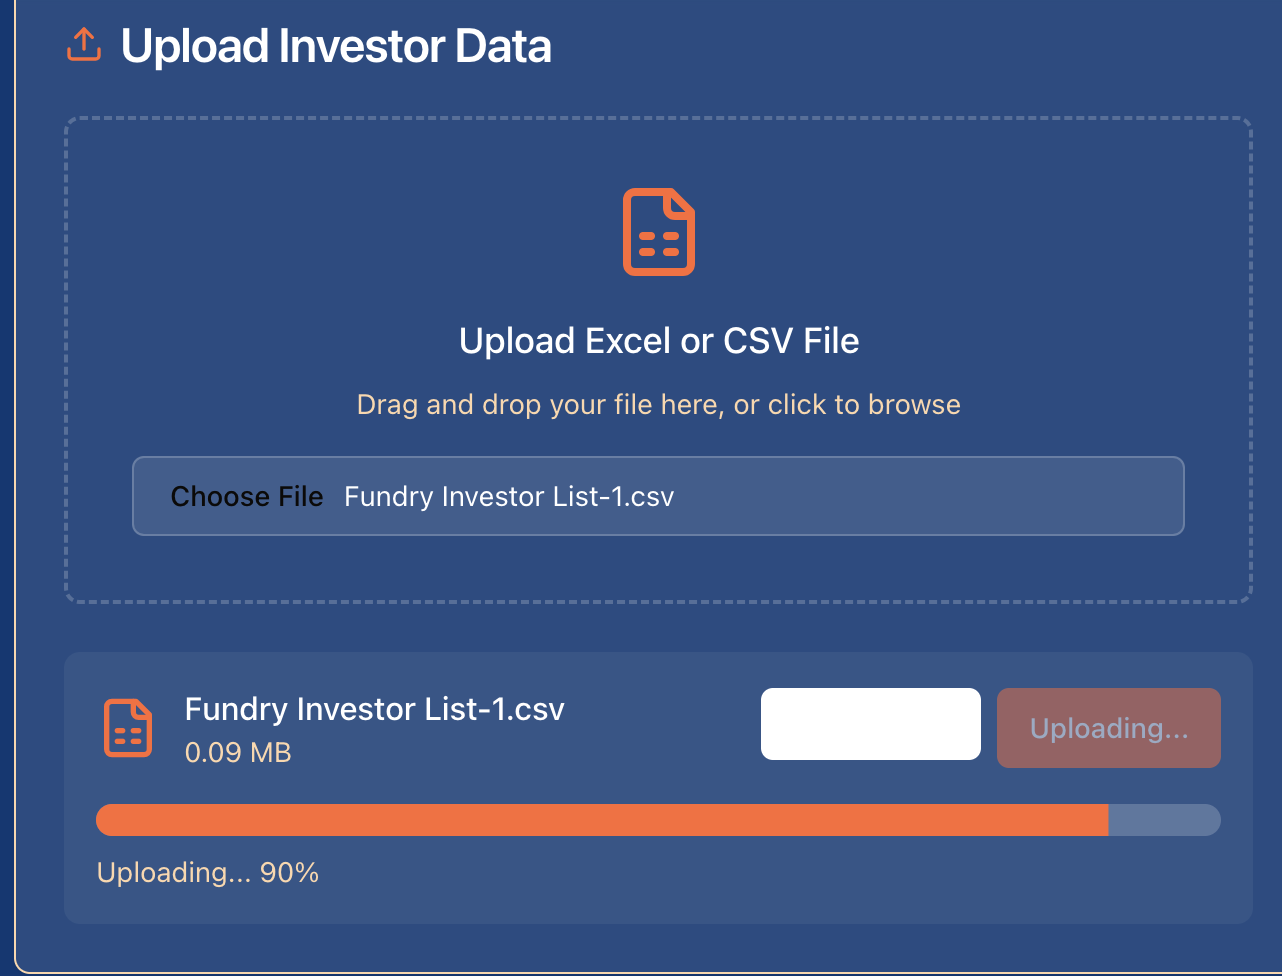 Upload Investor Data
Upload Excel or CSV File
Drag and drop your file here, or click to browse
Choose File Fundry Investor List-1.csv
Fundry Investor List-1.csv
0.09 MB
Uploading...
Uploading... 90%